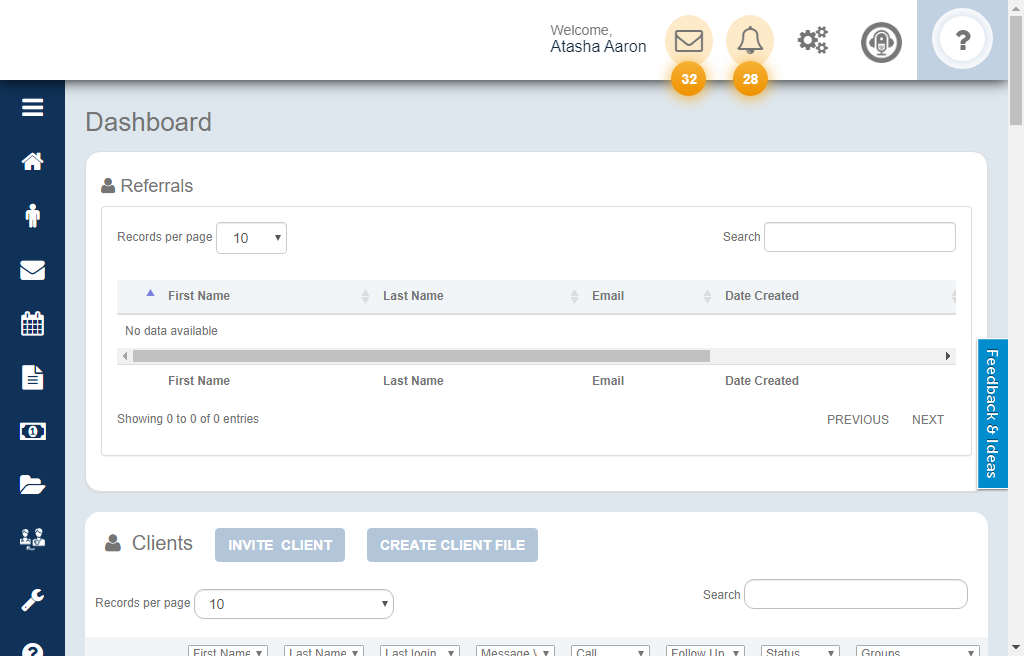 Welcome,
Atasha Aaron
32
28
?
Dashboard
Referrals
Records per page 10
Search
First Name Last Name Email Date Created
No data available
First Name Last Name Email Date Created
Showing 0 to 0 of 0 entries
PREVIOUS NEXT
Feedback & Ideas
Clients INVITE CLIENT CREATE CLIENT FILE
Records per page 10
Search
First Name Last Name Last login Message Call Follow Up Status Groups